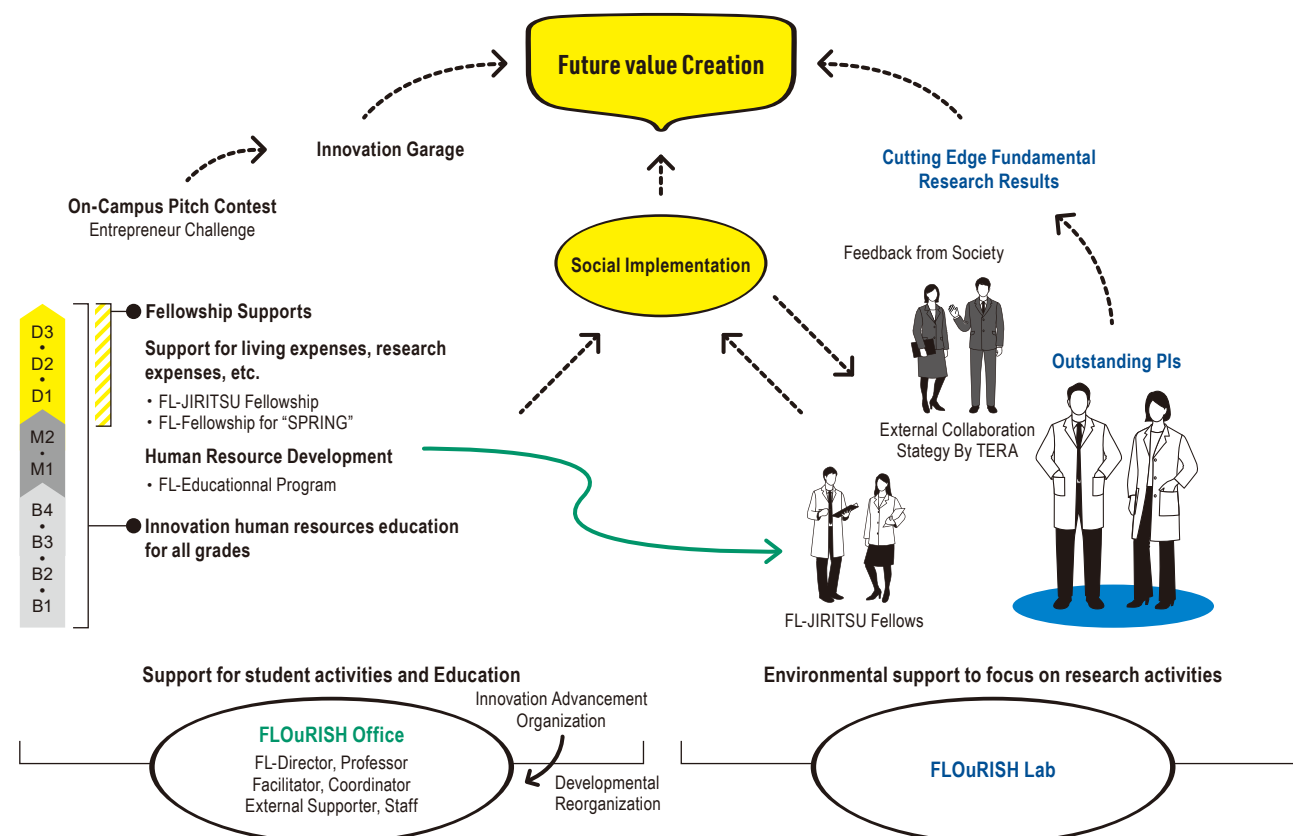 Future value Creation
Innovation Garage
Cutting Edge Fundamental
Research Results
On-Campus Pitch Contest
Entrepreneur Challenge
Social Implementation
Feedback from Society
D3
・
D2
・
D1
M2
・
M1
B4
・
B3
・
B2
・
B1
Fellowship Supports
Support for living expenses, research
expenses, etc.
・FL-JIRITSU Fellowship
・FL-Fellowship for “SPRING”
Human Resource Development
・FL-Educationnal Program
Innovation human resources education
for all grades
Outstanding PIs
External Collaboration
Stategy By TERA
FL-JIRITSU Fellows
Support for student activities and Education
Innovation Advancement
Organization
FLOuRISH Office
FL-Director, Professor
Facilitator, Coordinator
External Supporter, Staff
Developmental
Reorganization
Environmental support to focus on research activities
FLOuRISH Lab